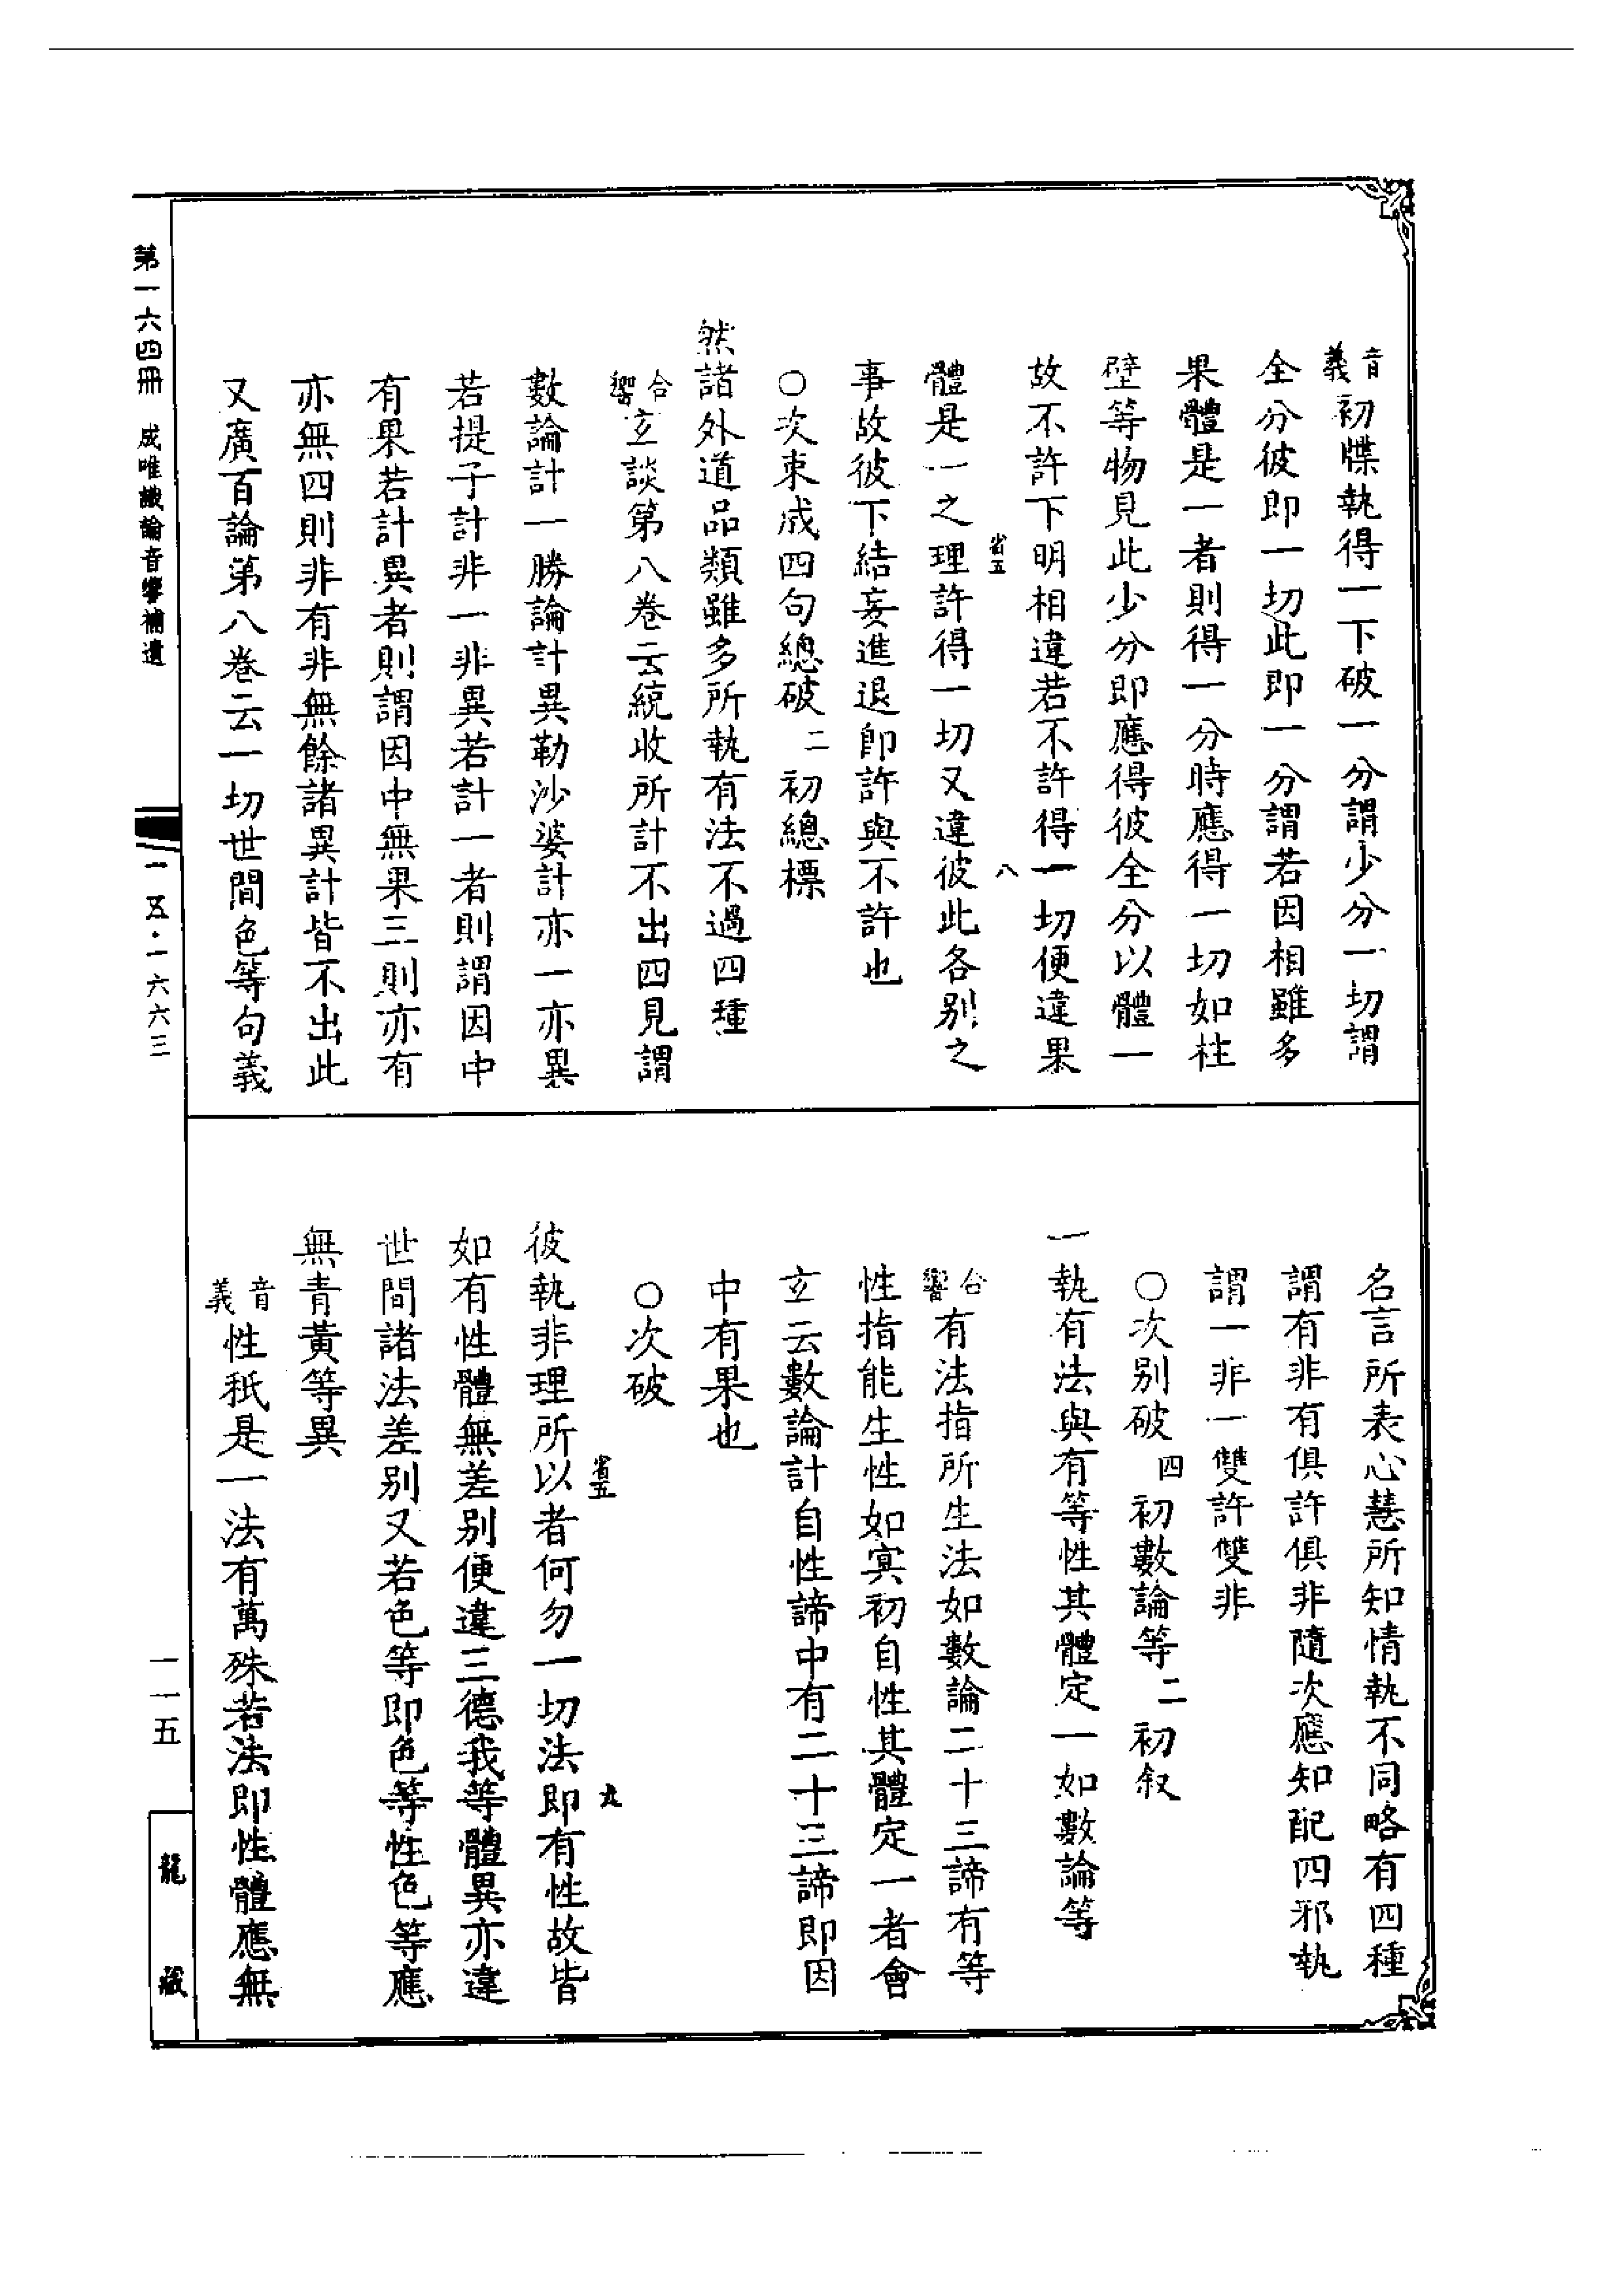 音義初牒執得一下破一分謂少分一切謂
全分彼即一切此即一分謂若因相雖多
果體是一者則得一分時應得一切如柱
壁等物見此少分即應得彼全分以體一
故不許下明相違若不許得一切便違果
省五 八
體是一之理許得一切又違彼此各別之
事故彼下結妄進退即許與不許也
○次束成四句總破二初總標
然諸外道品類雖多所執有法不過四種
合響玄談第八卷云統收所計不出四見謂
數論計一勝論計異勒沙婆計亦一亦異
若提子計非一非異若計一者則謂因中
有果若計異者則謂因中無果三則亦有
亦無四則非有非無餘諸異計皆不出此
又廣百論第八卷云一切世間色等句義
名言所表心慧所知情執不同略有四種
謂有非有俱許俱非隨次應知配四邪執
謂一非一雙許雙非
○次別破四初數論等二初叙
一執有法與有等性其體定一如數論等
合響有法指所生法如數論二十三諦有等
性指能生性如冥初自性其體定一者會
玄云數論計自性諦中有二十三諦即因
中有果也
○次破
省五 九
彼執非理所以者何勿一切法即有性故皆
如有性體無差別便違三德我等體異亦違
世間諸法差別又若色等即色等性色等應
無青黃等異
音義性秖是一法有萬殊若法即性體應無
第一六四冊 成唯識論音響補遺
一五·一六六三
一一五
龍藏